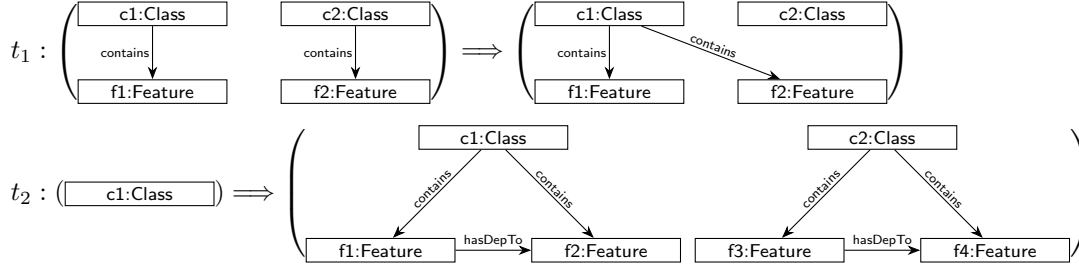 c1:Class c2:Class c1:Class c2:Class
t₁ : ( contains contains ) ⟹ ( contains contains )
f1:Feature f2:Feature f1:Feature f2:Feature
c1:Class c2:Class
t₂ : ( c1:Class ) ⟹ ( contains contains contains contains )
hasDepTo hasDepTo
f1:Feature f2:Feature f3:Feature f4:Feature